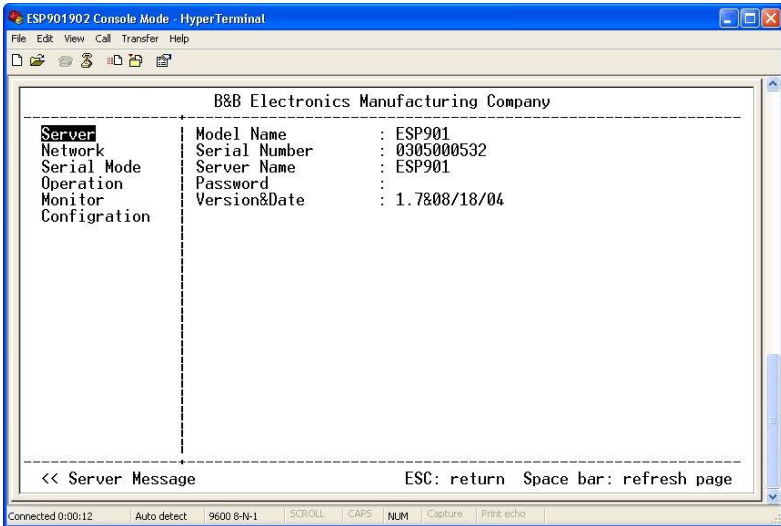 ESP901902 Console Mode - HyperTerminal
File Edit View Call Transfer Help
B&B Electronics Manufacturing Company
Server
Network
Serial Mode
Operation
Monitor
Configration
Model Name : ESP901
Serial Number : 0305000532
Server Name : ESP901
Password :
Version&Date : 1.7&08/18/04
<< Server Message ESC: return Space bar: refresh page
Connected 0:00:12 Auto detect 9600 8-N-1 SCROLL CAPS NUM Capture Print echo